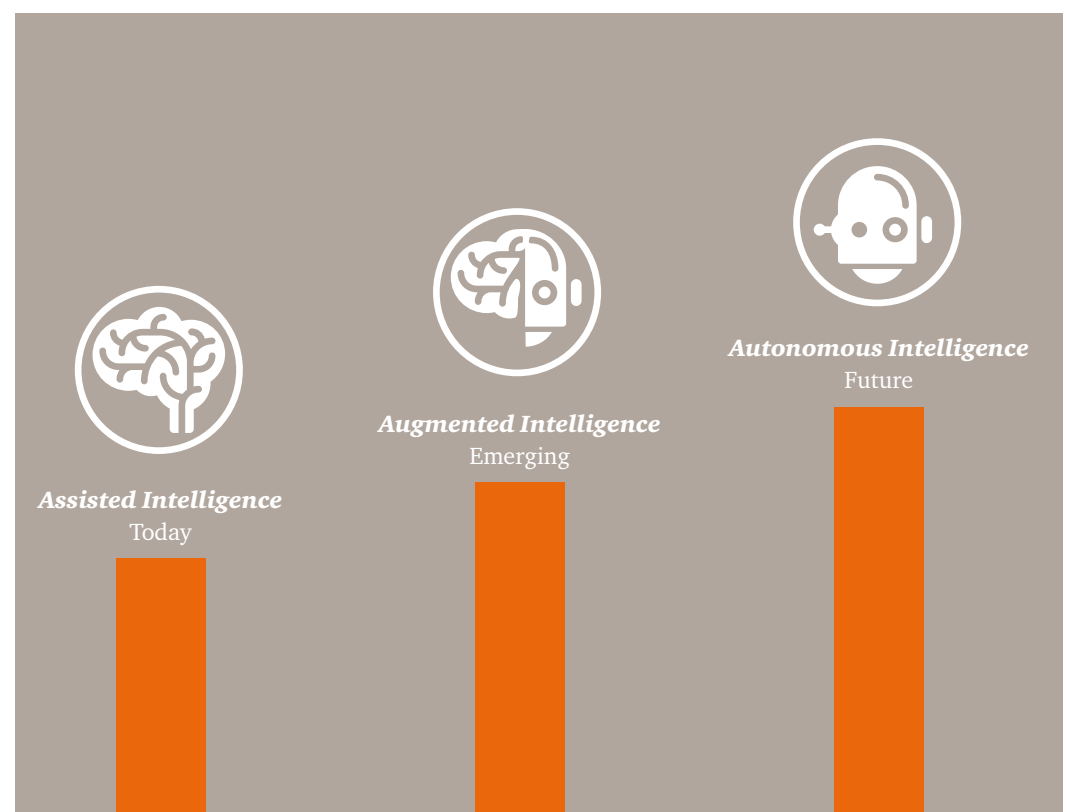 Assisted Intelligence
Today
Augmented Intelligence
Emerging
Autonomous Intelligence
Future